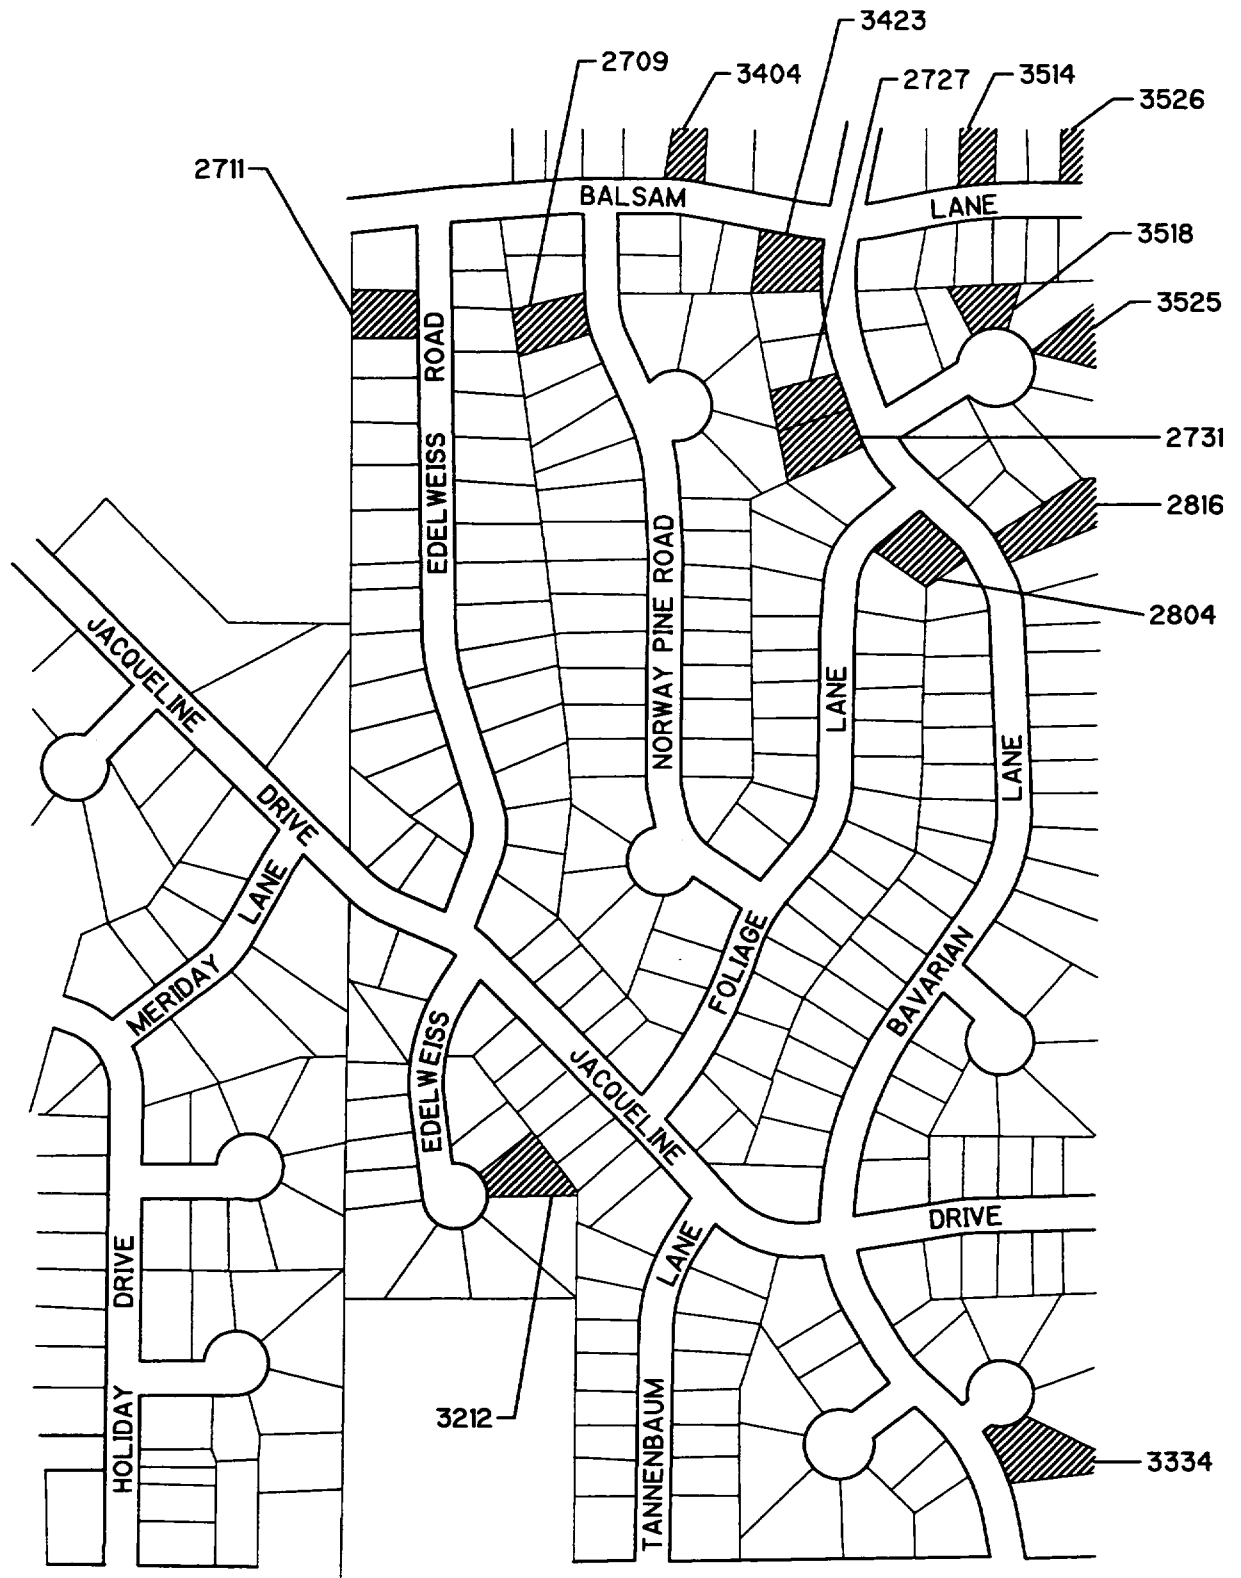 3423
2709
3404
2727
3514
3526
2711
BALSAM
LANE
3518
3525
EDELWEISS ROAD
2731
2816
NORWAY PINE ROAD
2804
JACQUELINE DRIVE
LANE
LANE
MERIDAY LANE
FOLIAGE
BAVARIAN
EDELWEISS
JACQUELINE
DRIVE
LANE
HOLIDAY DRIVE
3212
TANNENBAUM
3334